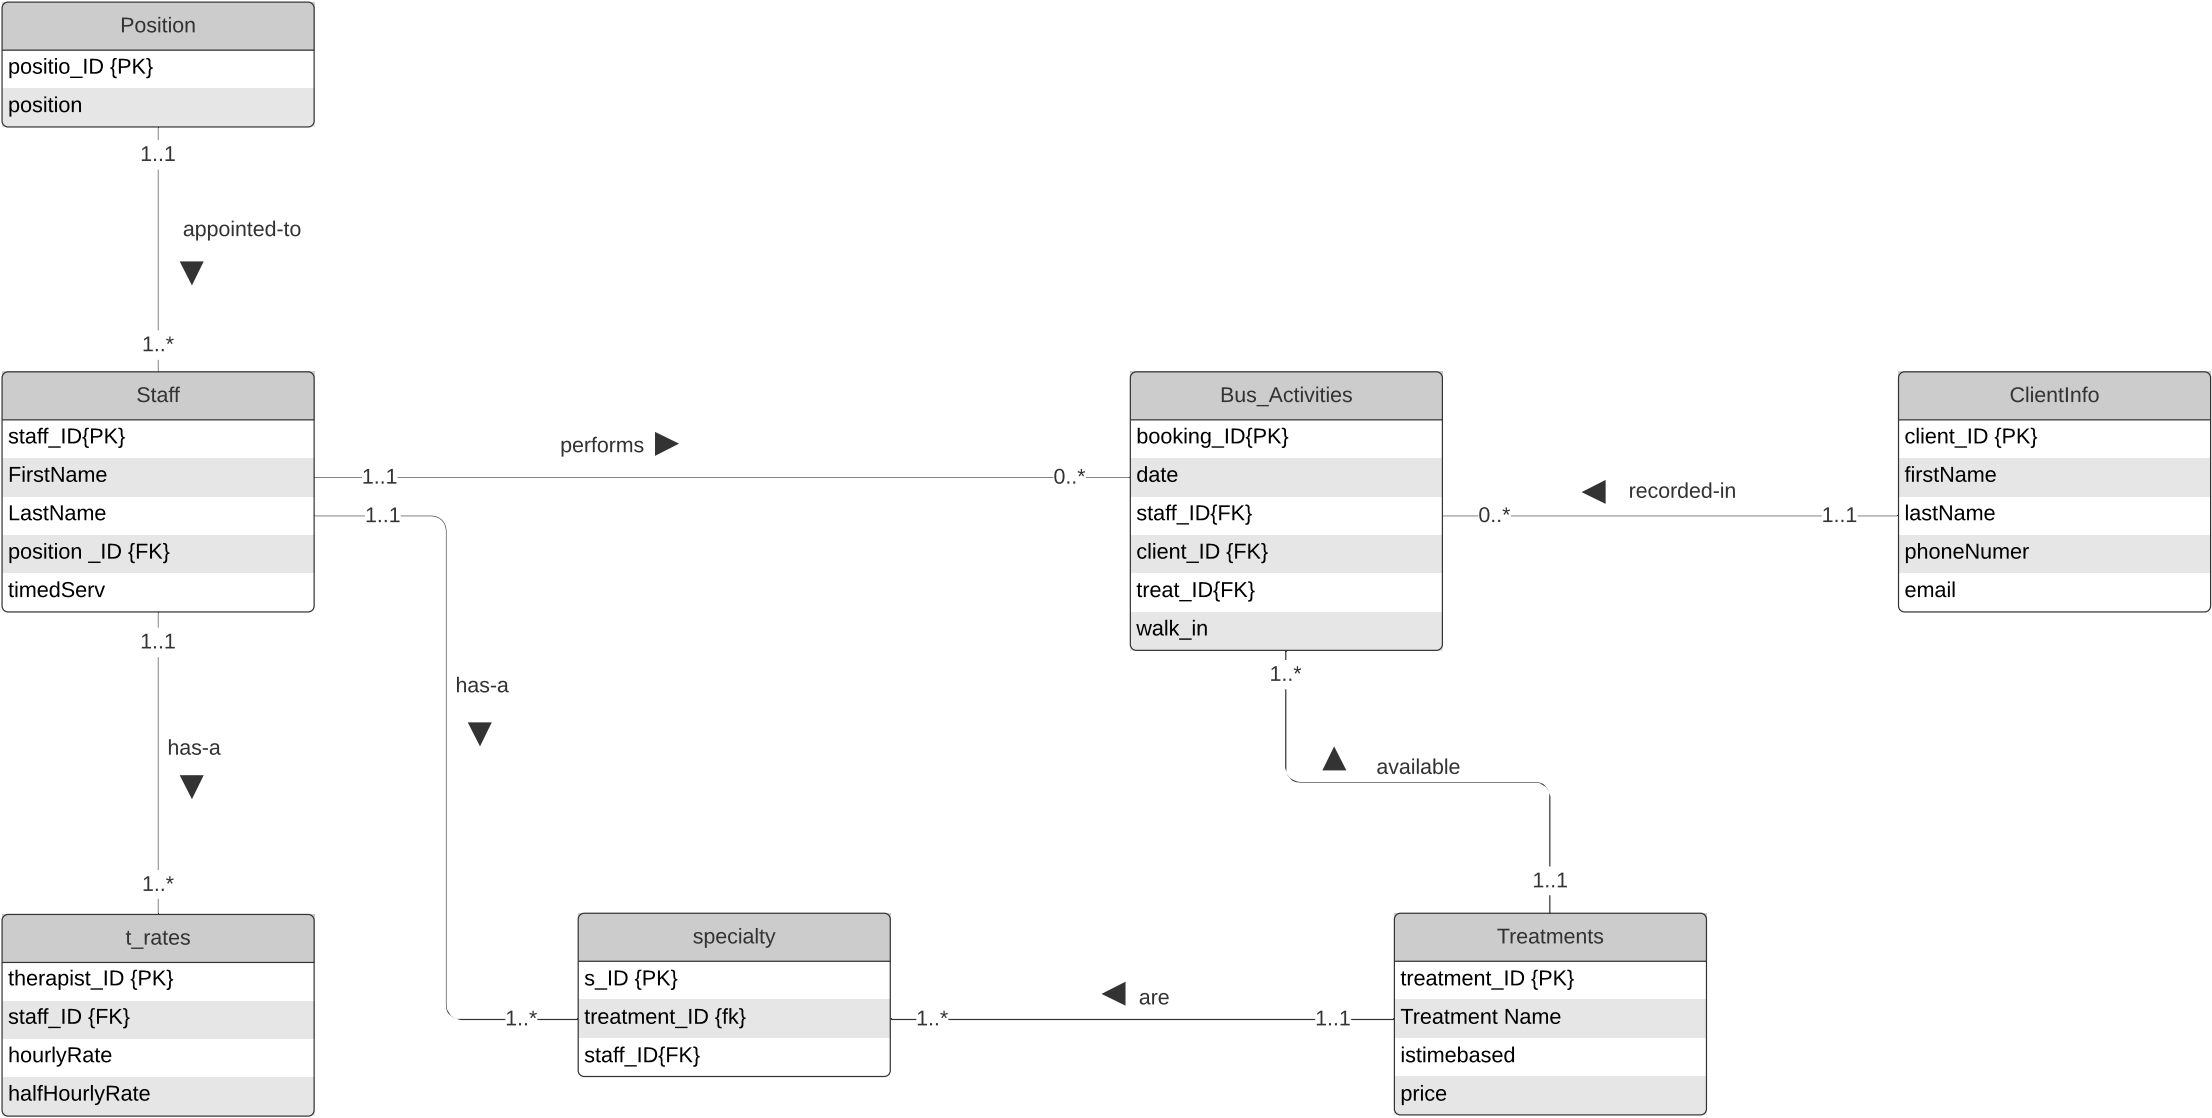 Position
positio_ID {PK}
position
1..1
appointed-to
1..*
Staff
staff_ID{PK}
FirstName
LastName
position _ID {FK}
timedServ
1..1
performs
0..*
1..1
Bus_Activities
booking_ID{PK}
date
staff_ID{FK}
client_ID {FK}
treat_ID{FK}
walk_in
0..*
recorded-in
1..1
ClientInfo
client_ID {PK}
firstName
lastName
phoneNumer
email
1..1
has-a
1..*
has-a
1..*
1..*
available
1..1
t_rates
therapist_ID {PK}
staff_ID {FK}
hourlyRate
halfHourlyRate
specialty
s_ID {PK}
treatment_ID {fk}
staff_ID{FK}
1..*
are
1..1
Treatments
treatment_ID {PK}
Treatment Name
istimebased
price